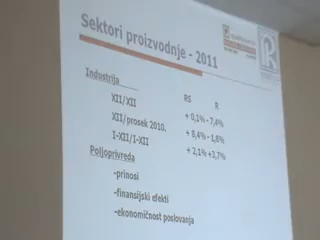 Sektori proizvodnje - 2011
Industrija
RS R
XII/XII + 0,1% - 7,4%
XII/prosek 2010. + 8,4% - 1,8%
I-XII/I-XII + 2,1% +3,7%
Poljoprivreda
-prinosi
-finansijski efekti
-ekonomičnost poslovanja